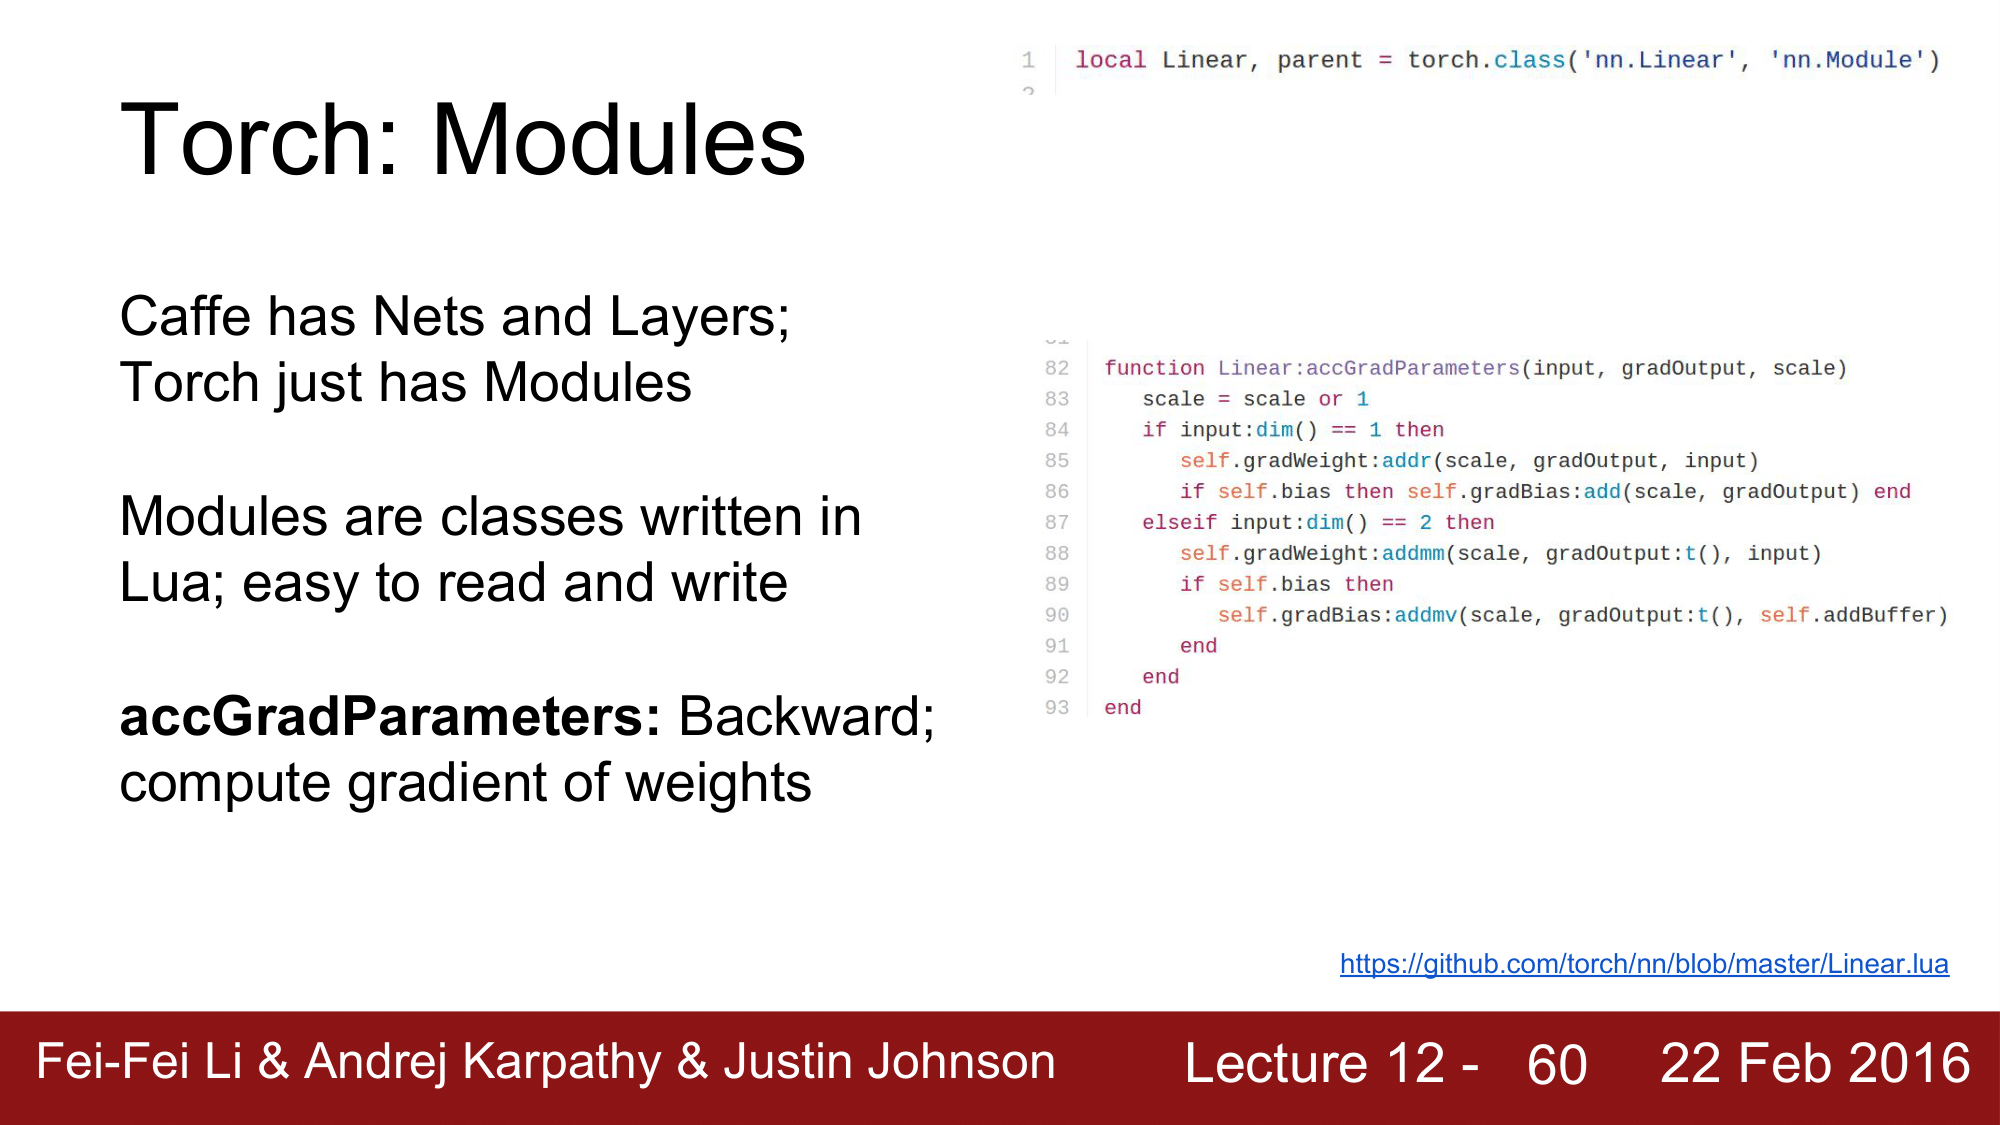 Torch: Modules
Caffe has Nets and Layers;
Torch just has Modules
Modules are classes written in
Lua; easy to read and write
accGradParameters: Backward;
compute gradient of weights
1 local Linear, parent = torch.class('nn.Linear', 'nn.Module')
2
81
82 function Linear:accGradParameters(input, gradOutput, scale)
83    scale = scale or 1
84    if input:dim() == 1 then
85       self.gradWeight:addr(scale, gradOutput, input)
86       if self.bias then self.gradBias:add(scale, gradOutput) end
87    elseif input:dim() == 2 then
88       self.gradWeight:addmm(scale, gradOutput:t(), input)
89       if self.bias then
90          self.gradBias:addmv(scale, gradOutput:t(), self.addBuffer)
91       end
92    end
93 end
https://github.com/torch/nn/blob/master/Linear.lua
Fei-Fei Li & Andrej Karpathy & Justin Johnson Lecture 12 - 60 22 Feb 2016